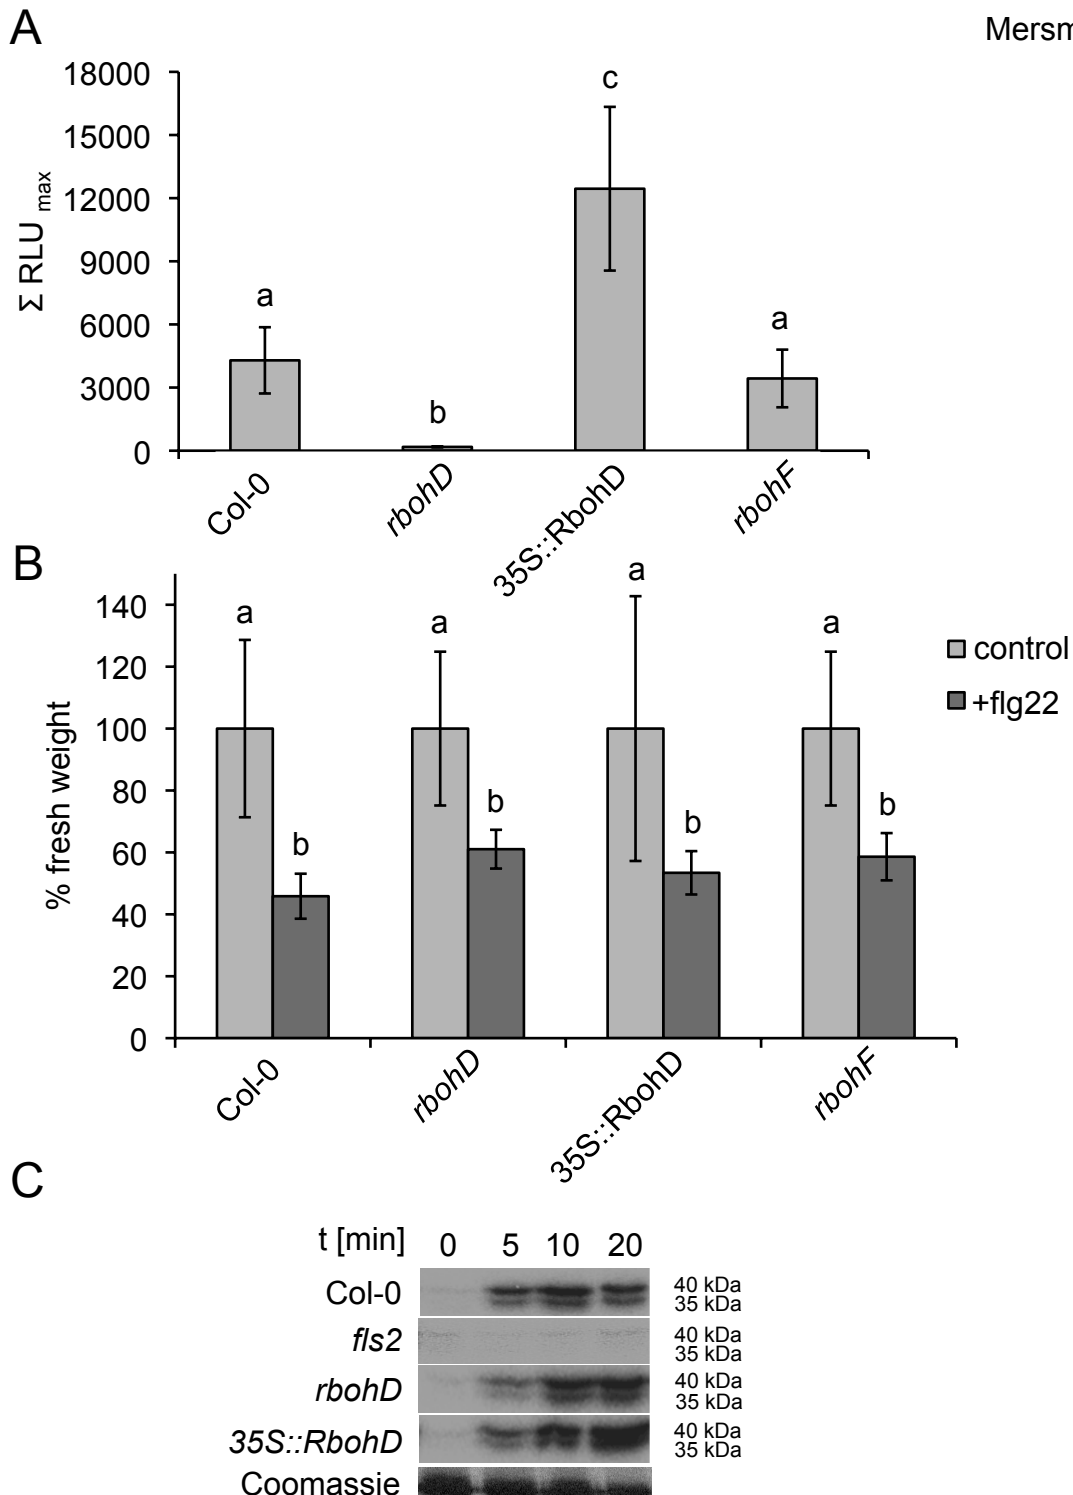 A
Mersm
18000
15000
12000
9000
6000
3000
0
Σ RLU max
a
b
c
a
Col-0
rbohD
35S::RbohD
rbohF
B
140
120
100
80
60
40
20
0
% fresh weight
a
b
a
b
a
b
a
b
control
+flg22
Col-0
rbohD
35S::RbohD
rbohF
C
t [min] 0 5 10 20
Col-0
40 kDa
35 kDa
fls2
40 kDa
35 kDa
rbohD
40 kDa
35 kDa
35S::RbohD
40 kDa
35 kDa
Coomassie